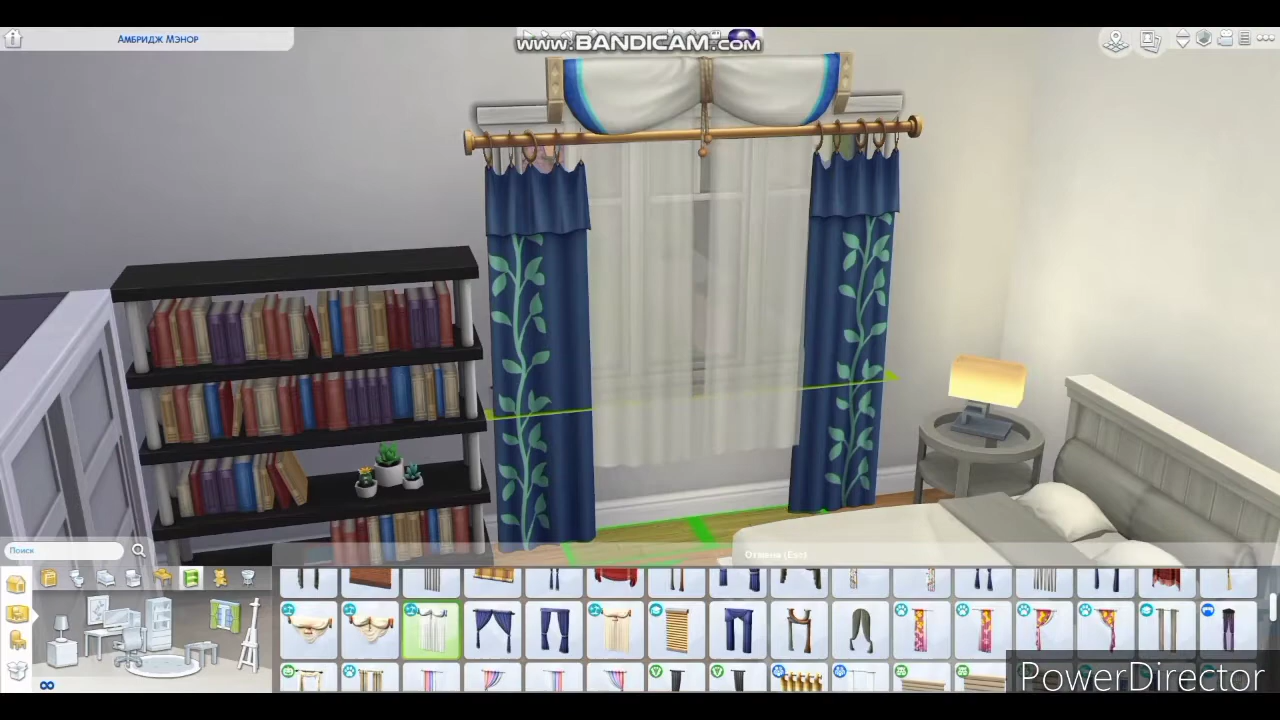 Амбридж Мэнор
www.BANDICAM.com
Поиск
Отмена (Esc)
PowerDirector